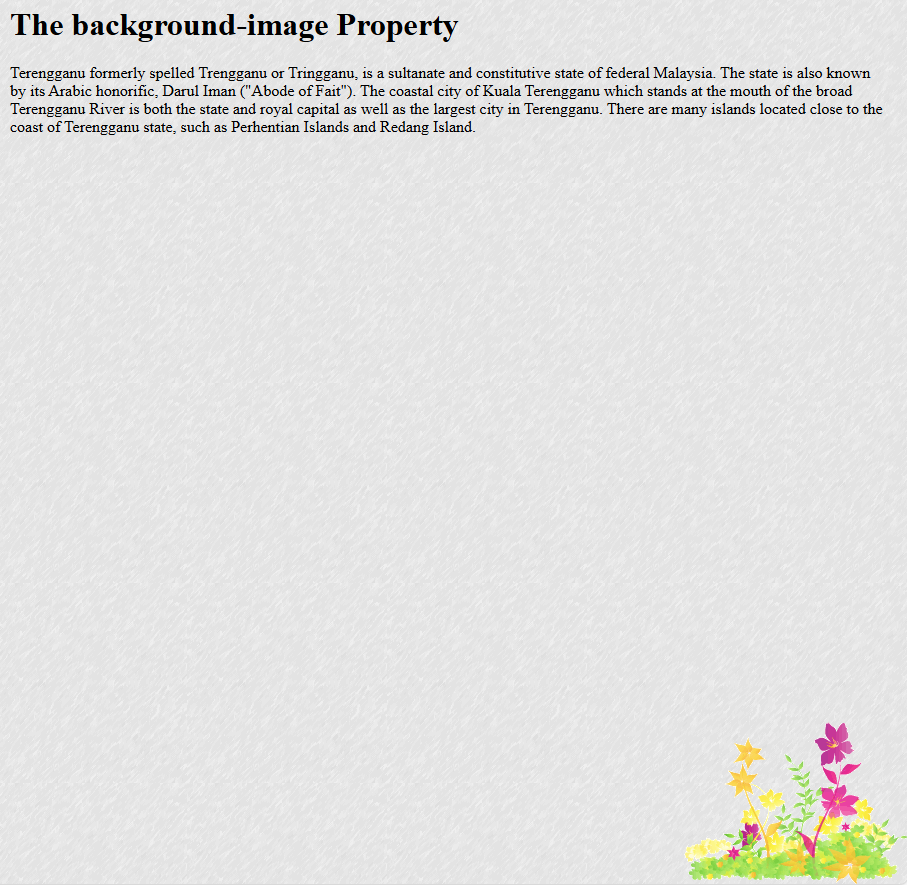 The background-image Property
Terengganu formerly spelled Trengganu or Tringganu, is a sultanate and constitutive state of federal Malaysia. The state is also known
by its Arabic honorific, Darul Iman ("Abode of Fait"). The coastal city of Kuala Terengganu which stands at the mouth of the broad
Terengganu River is both the state and royal capital as well as the largest city in Terengganu. There are many islands located close to the
coast of Terengganu state, such as Perhentian Islands and Redang Island.